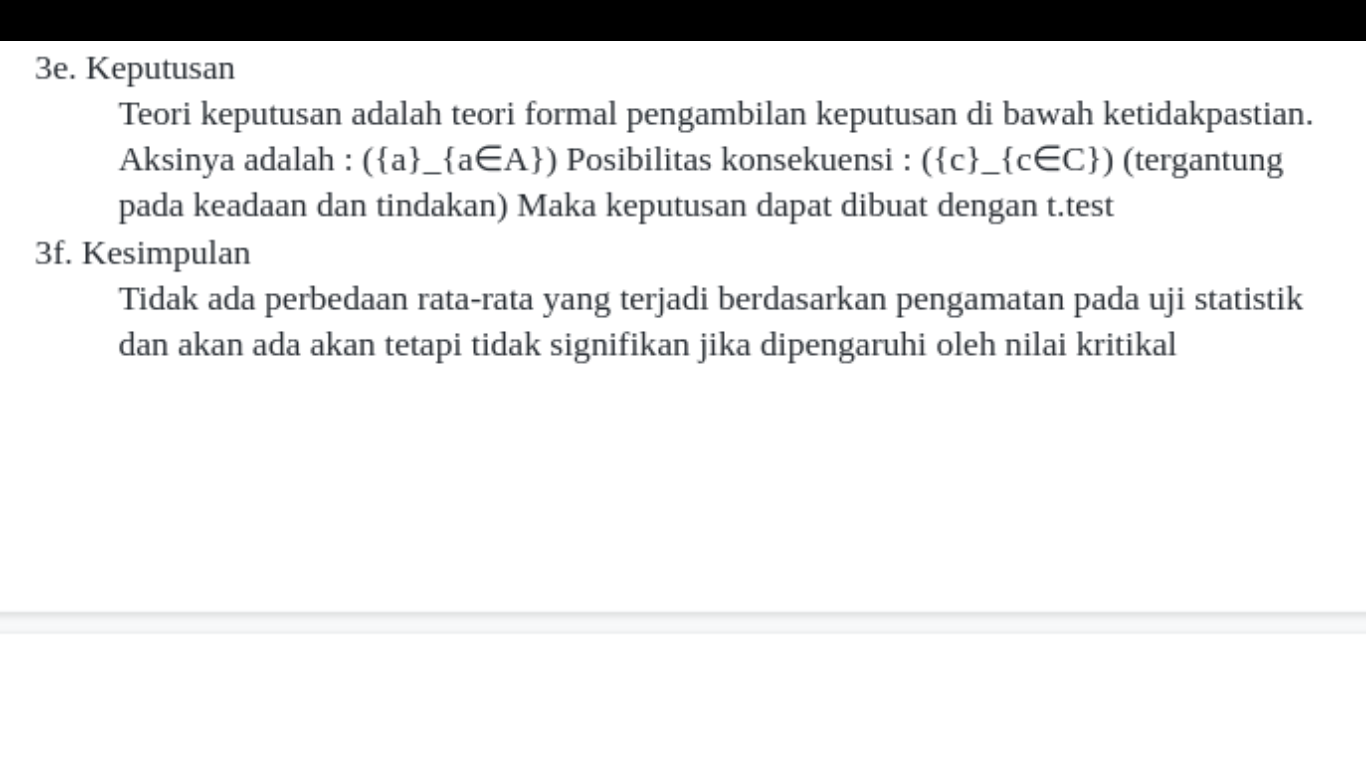 3e. Keputusan
Teori keputusan adalah teori formal pengambilan keputusan di bawah ketidakpastian.
Aksinya adalah : ({a}_{a∈A}) Posibilitas konsekuensi : ({c}_{c∈C}) (tergantung
pada keadaan dan tindakan) Maka keputusan dapat dibuat dengan t.test
3f. Kesimpulan
Tidak ada perbedaan rata-rata yang terjadi berdasarkan pengamatan pada uji statistik
dan akan ada akan tetapi tidak signifikan jika dipengaruhi oleh nilai kritikal